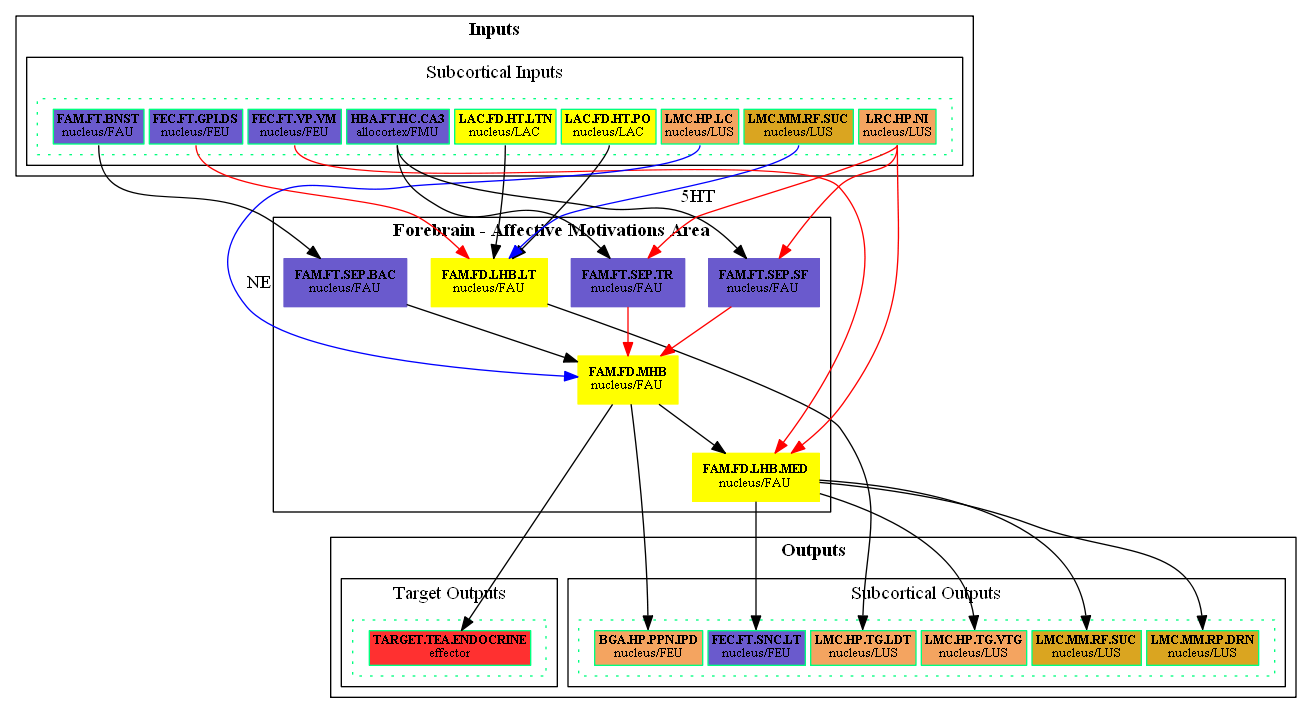 Inputs
Subcortical Inputs
FAM.FT.BNST
nucleus/FAU
FEC.FT.GPI.DS
nucleus/FEU
FEC.FT.VP.VM
nucleus/FEU
HBA.FT.HC.CA3
allocortex/FMU
LAC.FD.HT.LTN
nucleus/LAC
LAC.FD.HT.PO
nucleus/LAC
LMC.HP.LC
nucleus/LUS
LMC.MM.RF.SUC
nucleus/LUS
LRC.HP.NI
nucleus/LUS
5HT
Forebrain - Affective Motivations Area
NE
FAM.FT.SEP.BAC
nucleus/FAU
FAM.FD.LHB.LT
nucleus/FAU
FAM.FT.SEP.TR
nucleus/FAU
FAM.FT.SEP.SF
nucleus/FAU
FAM.FD.MHB
nucleus/FAU
FAM.FD.LHB.MED
nucleus/FAU
Outputs
Target Outputs
TARGET.TEA.ENDOCRINE
effector
Subcortical Outputs
BGA.HP.PPN.IPD
nucleus/FEU
FEC.FT.SNC.LT
nucleus/FEU
LMC.HP.TG.LDT
nucleus/LUS
LMC.HP.TG.VTG
nucleus/LUS
LMC.MM.RF.SUC
nucleus/LUS
LMC.MM.RP.DRN
nucleus/LUS